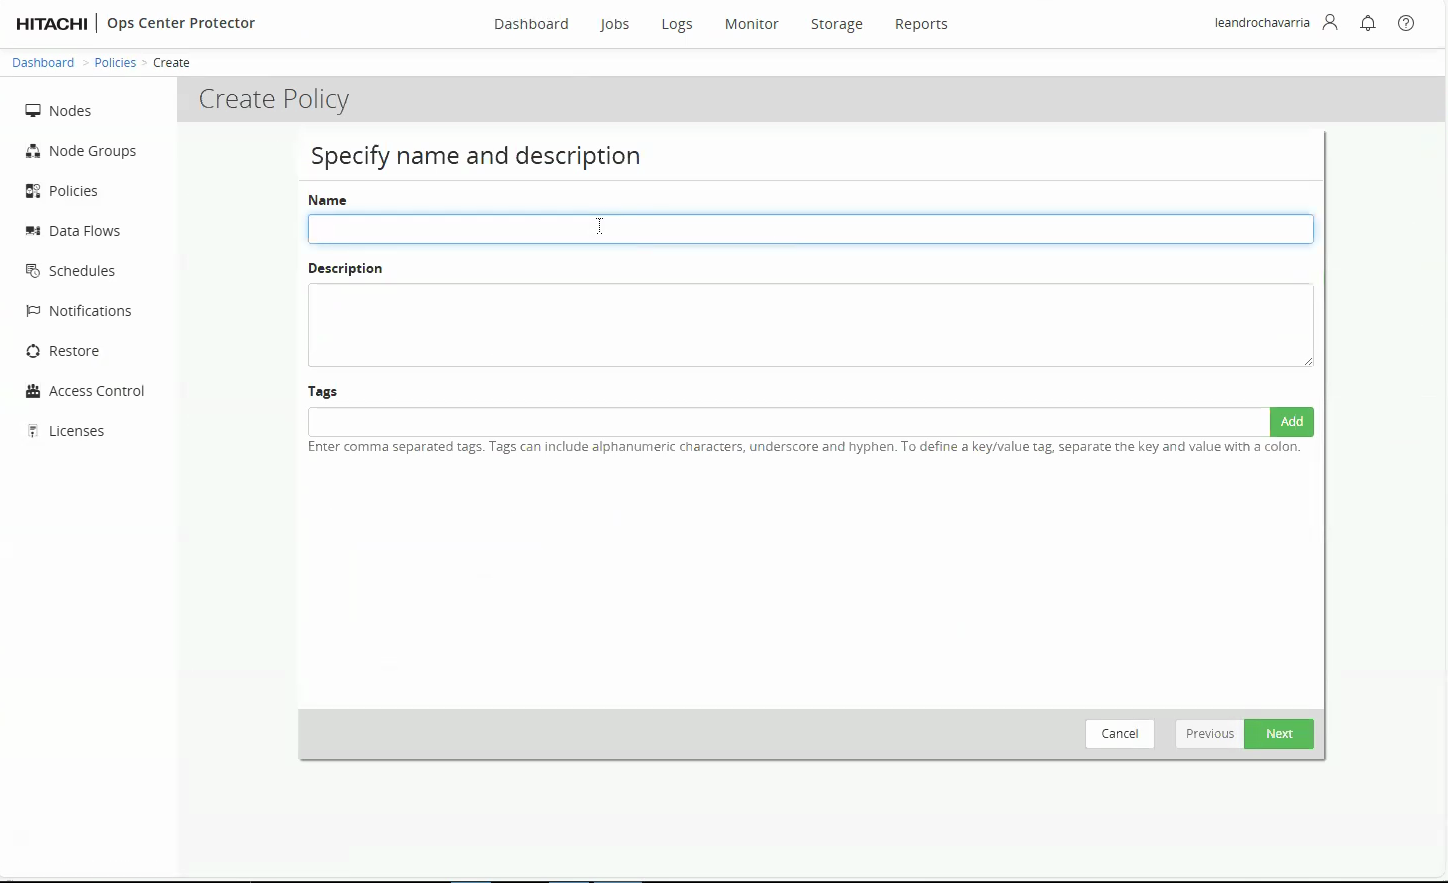 HITACHI | Ops Center Protector
Dashboard Jobs Logs Monitor Storage Reports
leandrochavarria
Dashboard > Policies > Create
Nodes
Node Groups
Policies
Data Flows
Schedules
Notifications
Restore
Access Control
Licenses
Create Policy
Specify name and description
Name
Description
Tags
Add
Enter comma separated tags. Tags can include alphanumeric characters, underscore and hyphen. To define a key/value tag, separate the key and value with a colon.
Cancel Previous Next